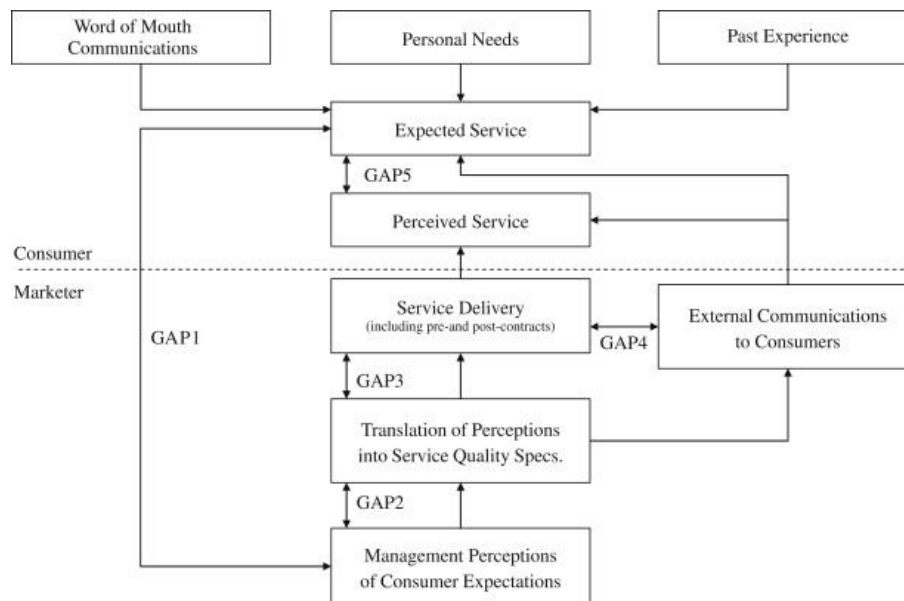 Word of Mouth
Communications
Personal Needs
Past Experience
Expected Service
GAP5
Perceived Service
Consumer
Marketer
Service Delivery
(including pre-and post-contracts)
External Communications
to Consumers
GAP1
GAP4
GAP3
Translation of Perceptions
into Service Quality Specs.
GAP2
Management Perceptions
of Consumer Expectations